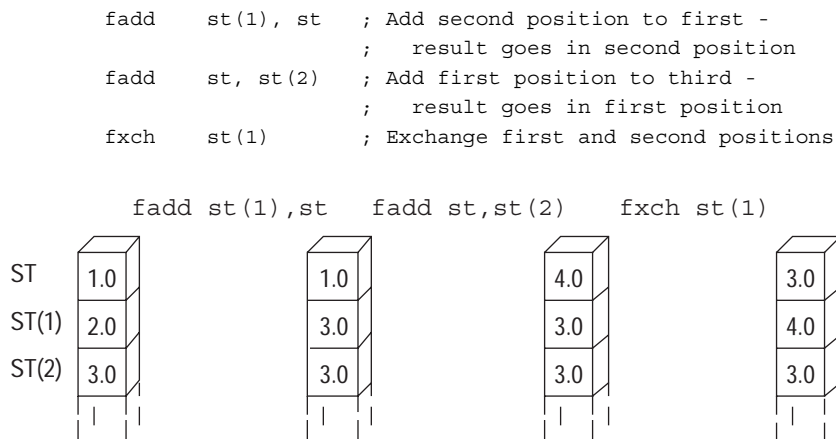 fadd st(1), st ; Add second position to first -
; result goes in second position
fadd st, st(2) ; Add first position to third -
; result goes in first position
fxch st(1) ; Exchange first and second positions
fadd st(1),st fadd st,st(2) fxch st(1)
ST 1.0 1.0 4.0 3.0
ST(1) 2.0 3.0 3.0 4.0
ST(2) 3.0 3.0 3.0 3.0